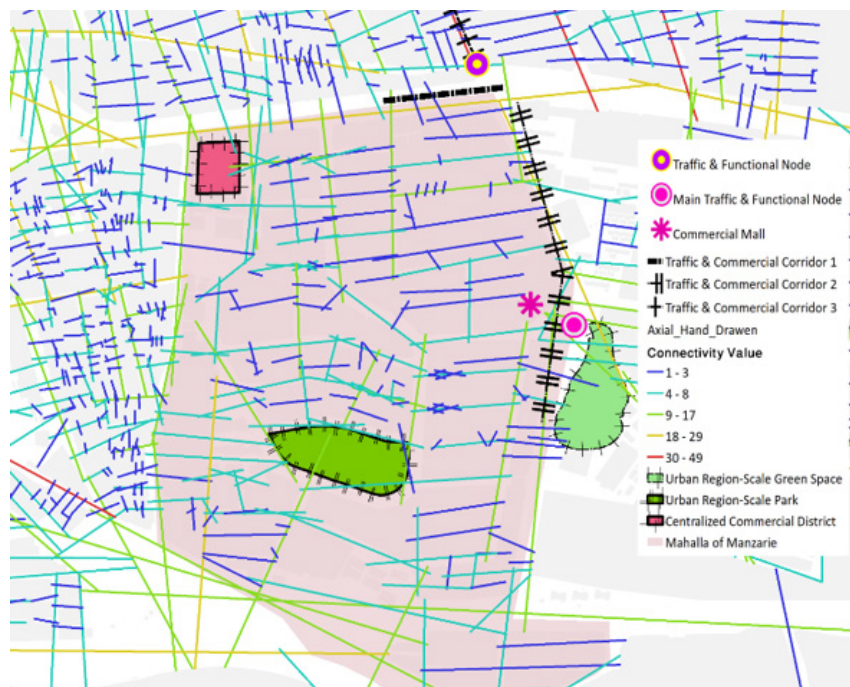 Traffic & Functional Node
Main Traffic & Functional Node
Commercial Mall
Traffic & Commercial Corridor 1
Traffic & Commercial Corridor 2
Traffic & Commercial Corridor 3
Axial_Hand_Drawen
Connectivity Value
1 - 3
4 - 8
9 - 17
18 - 29
30 - 49
Urban Region-Scale Green Space
Urban Region-Scale Park
Centralized Commercial District
Mahalla of Manzarie